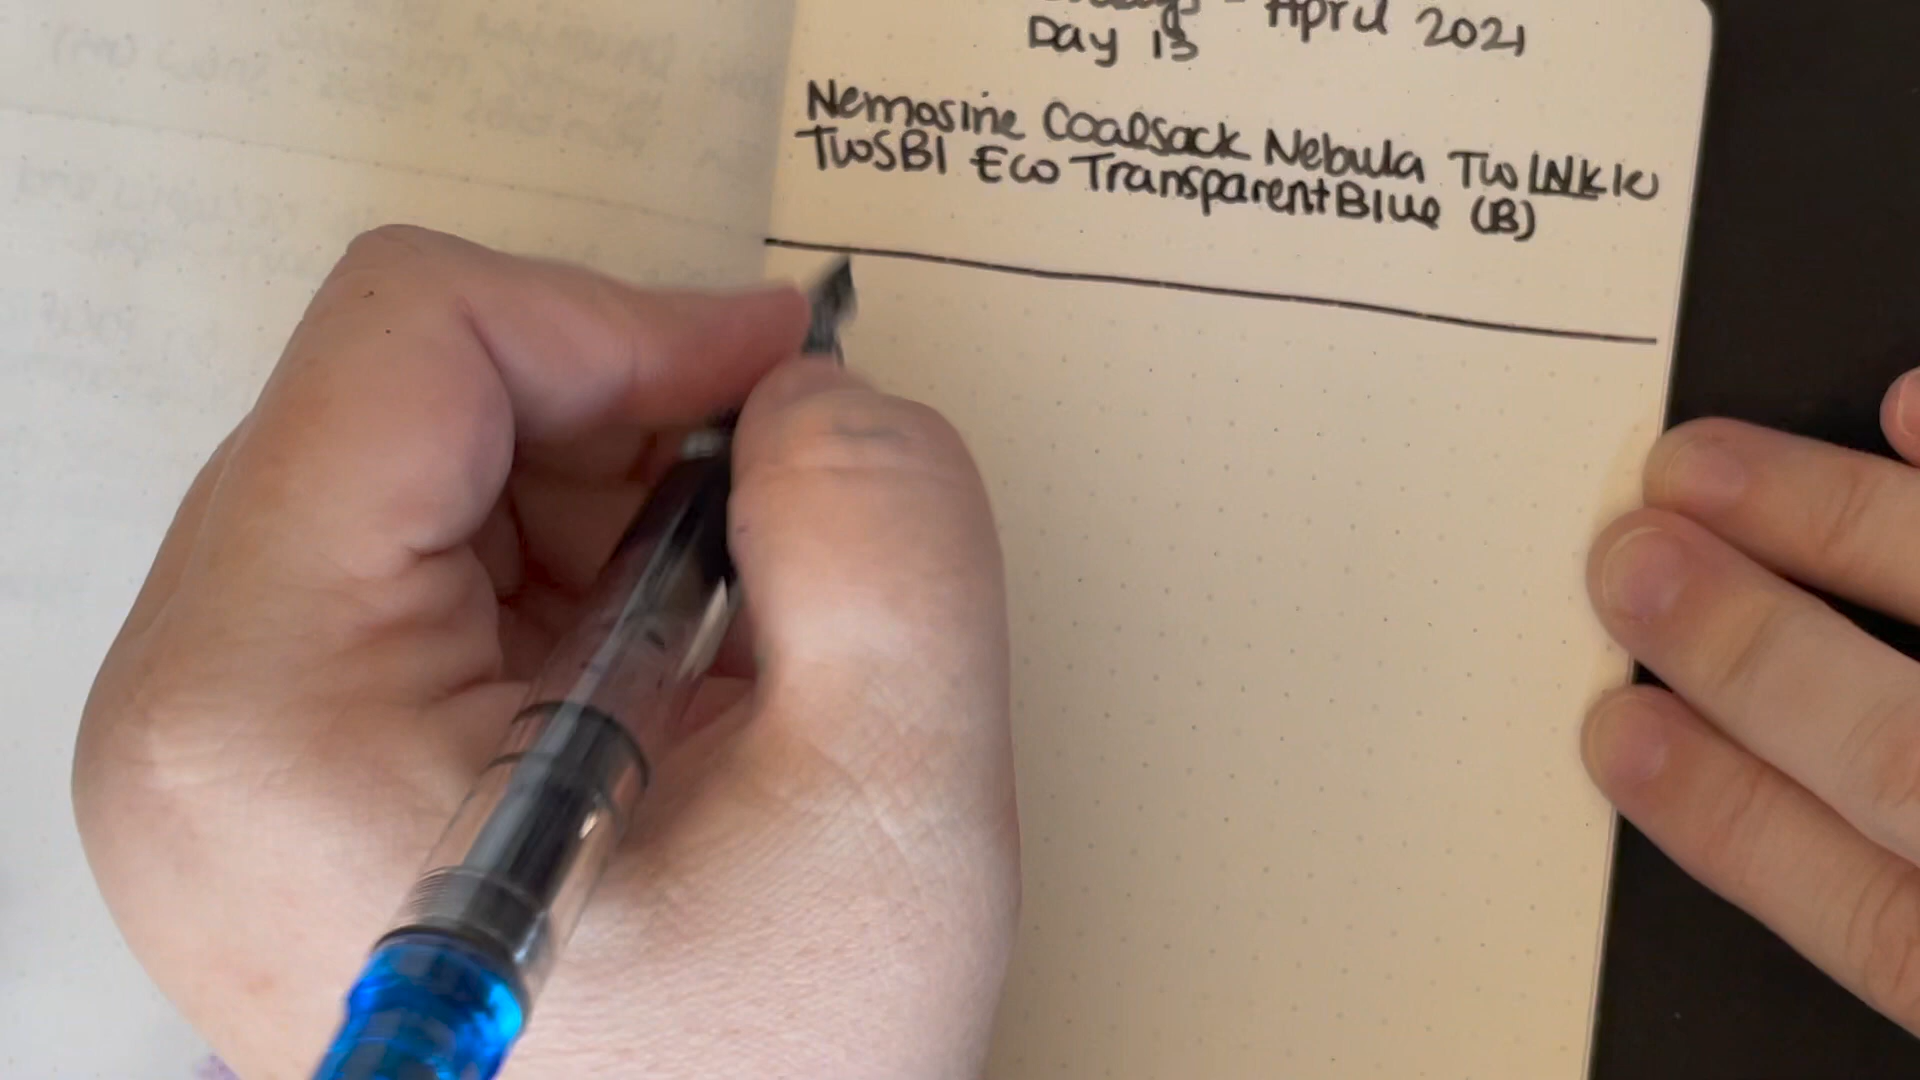 - April 2021
Day 13
Nemosine Coalsack Nebula TwINKle
TWSBI Eco Transparent Blue (B)